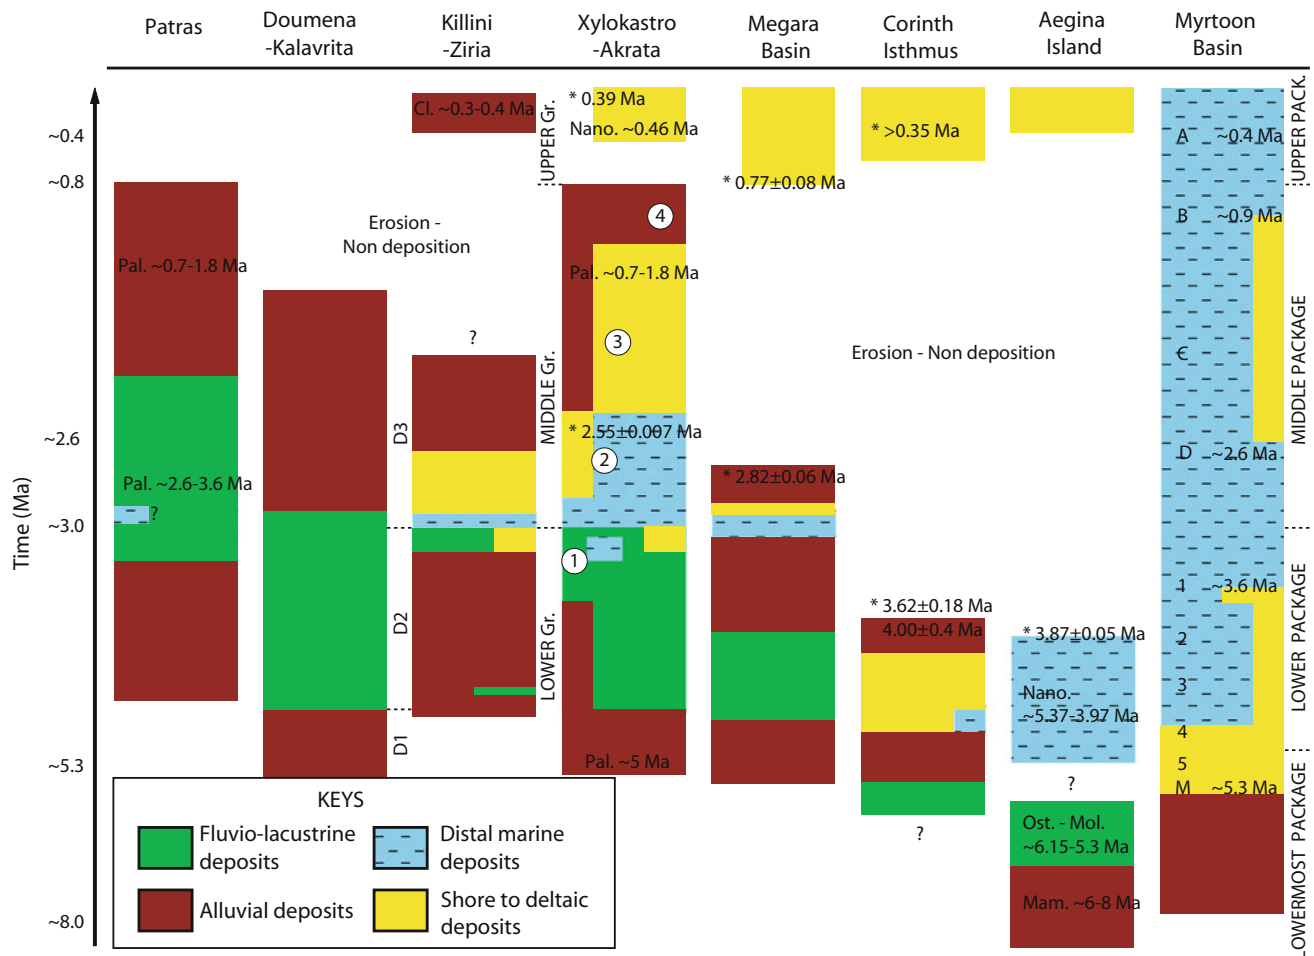 Patras
Doumena
-Kalavrita
Killini
-Ziria
Xylokastro
-Akrata
Megara
Basin
Corinth
Isthmus
Aegina
Island
Myrtoon
Basin
Time (Ma)
~0.4
~0.8
~2.6
~3.0
~5.3
~8.0
Pal. ~0.7-1.8 Ma
Pal. ~2.6-3.6 Ma
?
Erosion -
Non deposition
D3
D2
D1
Cl. ~0.3-0.4 Ma
?
UPPER Gr.
MIDDLE Gr.
LOWER Gr.
* 0.39 Ma
Nano. ~0.46 Ma
4
Pal. ~0.7-1.8 Ma
3
* 2.55±0.007 Ma
2
1
Pal. ~5 Ma
* 0.77±0.08 Ma
* 2.82±0.06 Ma
Erosion - Non deposition
* >0.35 Ma
* 3.62±0.18 Ma
4.00±0.4 Ma
?
* 3.87±0.05 Ma
Nano.
~5.37-3.97 Ma
?
Ost. - Mol.
~6.15-5.3 Ma
Mam. ~6-8 Ma
A ~0.4 Ma
B ~0.9 Ma
C
D ~2.6 Ma
1 ~3.6 Ma
2
3
4
5
M ~5.3 Ma
UPPER PACK.
MIDDLE PACKAGE
LOWER PACKAGE
LOWERMOST PACKAGE
KEYS
Fluvio-lacustrine
deposits
Distal marine
deposits
Alluvial deposits
Shore to deltaic
deposits